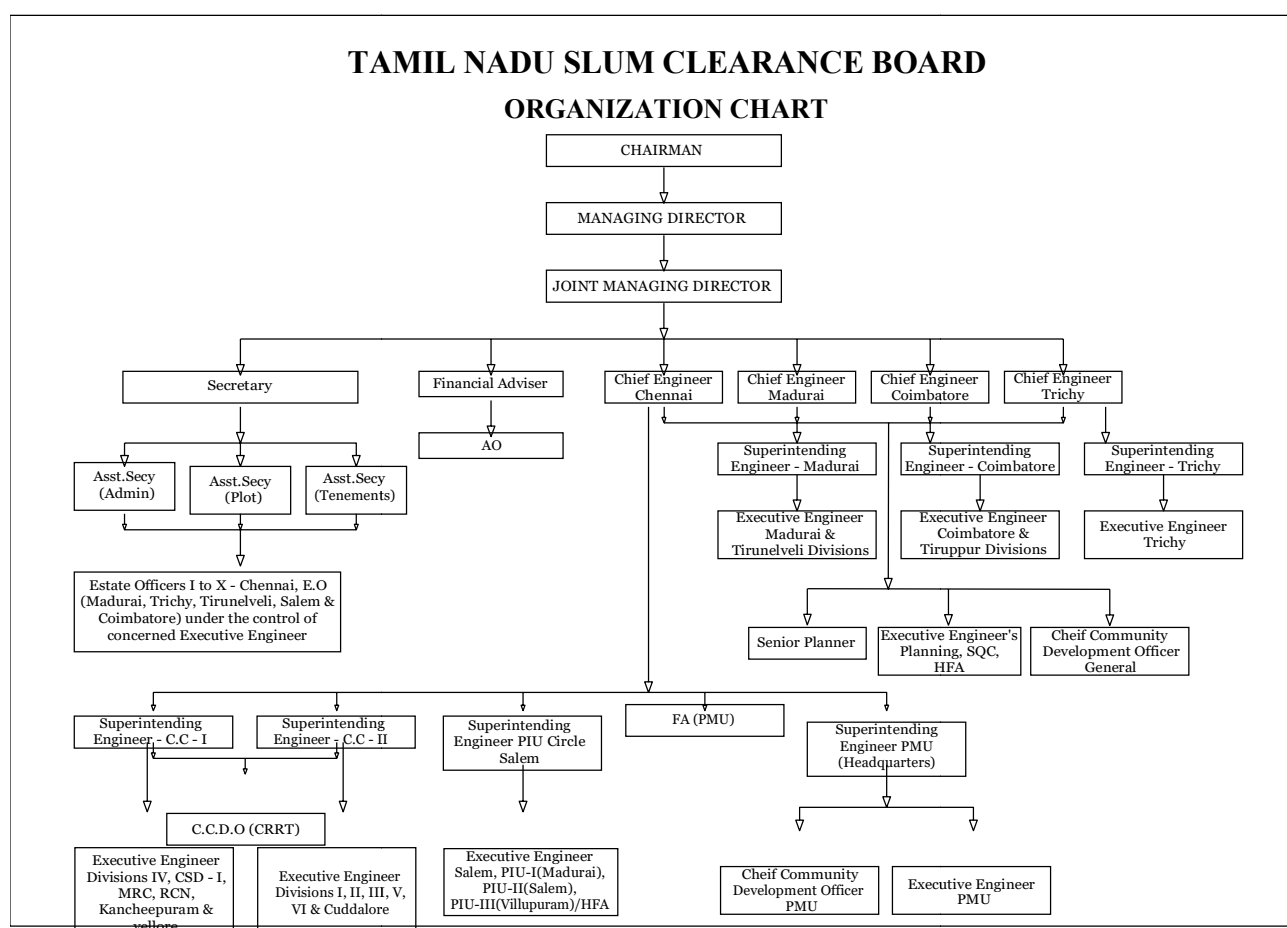 TAMIL NADU SLUM CLEARANCE BOARD
ORGANIZATION CHART
CHAIRMAN
MANAGING DIRECTOR
JOINT MANAGING DIRECTOR
Secretary
Financial Adviser
Chief Engineer
Chennai
Chief Engineer
Madurai
Chief Engineer
Coimbatore
Chief Engineer
Trichy
AO
Superintending
Engineer - Madurai
Superintending
Engineer - Coimbatore
Superintending
Engineer - Trichy
Asst.Secy
(Admin)
Asst.Secy
(Plot)
Asst.Secy
(Tenements)
Executive Engineer
Madurai &
Tirunelveli Divisions
Executive Engineer
Coimbatore &
Tiruppur Divisions
Executive Engineer
Trichy
Estate Officers I to X - Chennai, E.O
(Madurai, Trichy, Tirunelveli, Salem &
Coimbatore) under the control of
concerned Executive Engineer
Senior Planner
Executive Engineer's
Planning, SQC,
HFA
Cheif Community
Development Officer
General
Superintending
Engineer - C.C - I
Superintending
Engineer - C.C - II
Superintending
Engineer PIU Circle
Salem
FA (PMU)
Superintending
Engineer PMU
(Headquarters)
C.C.D.O (CRRT)
Executive Engineer
Divisions IV, CSD - I,
MRC, RCN,
Kancheepuram &
vellore
Executive Engineer
Divisions I, II, III, V,
VI & Cuddalore
Executive Engineer
Salem, PIU-I(Madurai),
PIU-II(Salem),
PIU-III(Villupuram)/HFA
Cheif Community
Development Officer
PMU
Executive Engineer
PMU